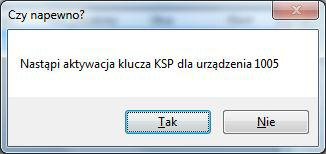 Czy napewno?
Nastąpi aktywacja klucza KSP dla urządzenia 1005
Tak
Nie